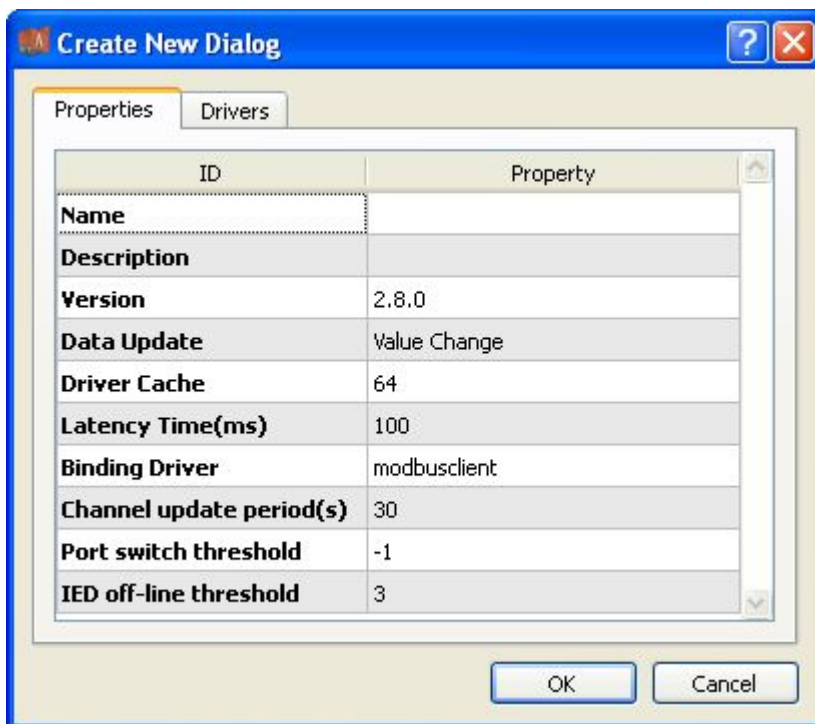 Create New Dialog
Properties Drivers
ID Property
Name
Description
Version 2.8.0
Data Update Value Change
Driver Cache 64
Latency Time(ms) 100
Binding Driver modbusclient
Channel update period(s) 30
Port switch threshold -1
IED off-line threshold 3
OK Cancel